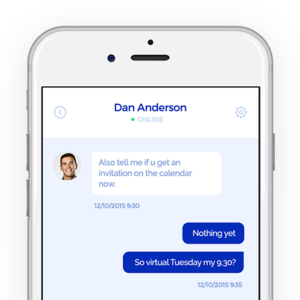 Dan Anderson
ONLINE
Also tell me if u get an
invitation on the calendar
now.
12/10/2015 9:30
Nothing yet
So virtual Tuesday my 9.30?
12/10/2015 9:35